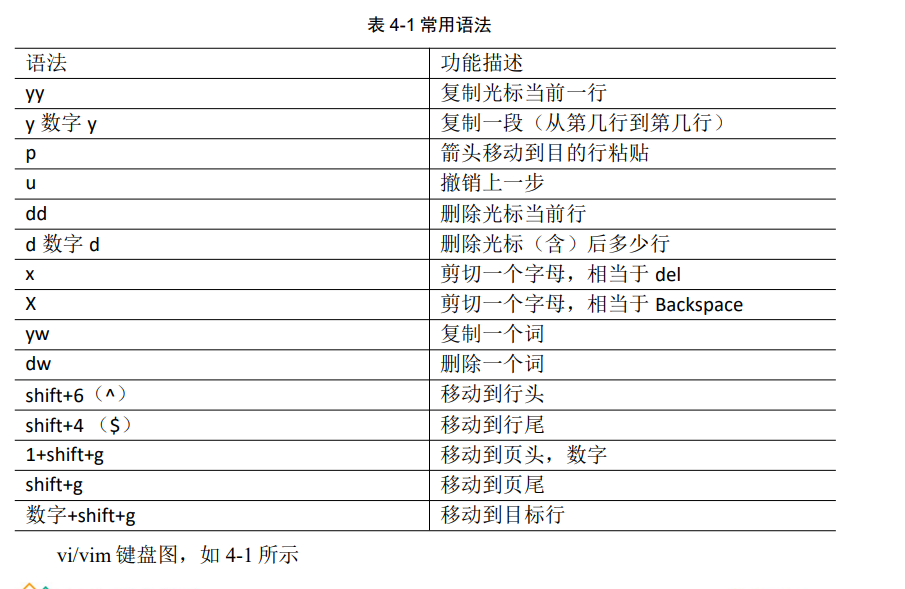 表 4-1 常用语法
语法 功能描述
yy 复制光标当前一行
y 数字 y 复制一段（从第几行到第几行）
p 箭头移动到目的行粘贴
u 撤销上一步
dd 删除光标当前行
d 数字 d 删除光标（含）后多少行
x 剪切一个字母，相当于 del
X 剪切一个字母，相当于 Backspace
yw 复制一个词
dw 删除一个词
shift+6（^） 移动到行头
shift+4 （$） 移动到行尾
1+shift+g 移动到页头，数字
shift+g 移动到页尾
数字+shift+g 移动到目标行
vi/vim 键盘图，如 4-1 所示